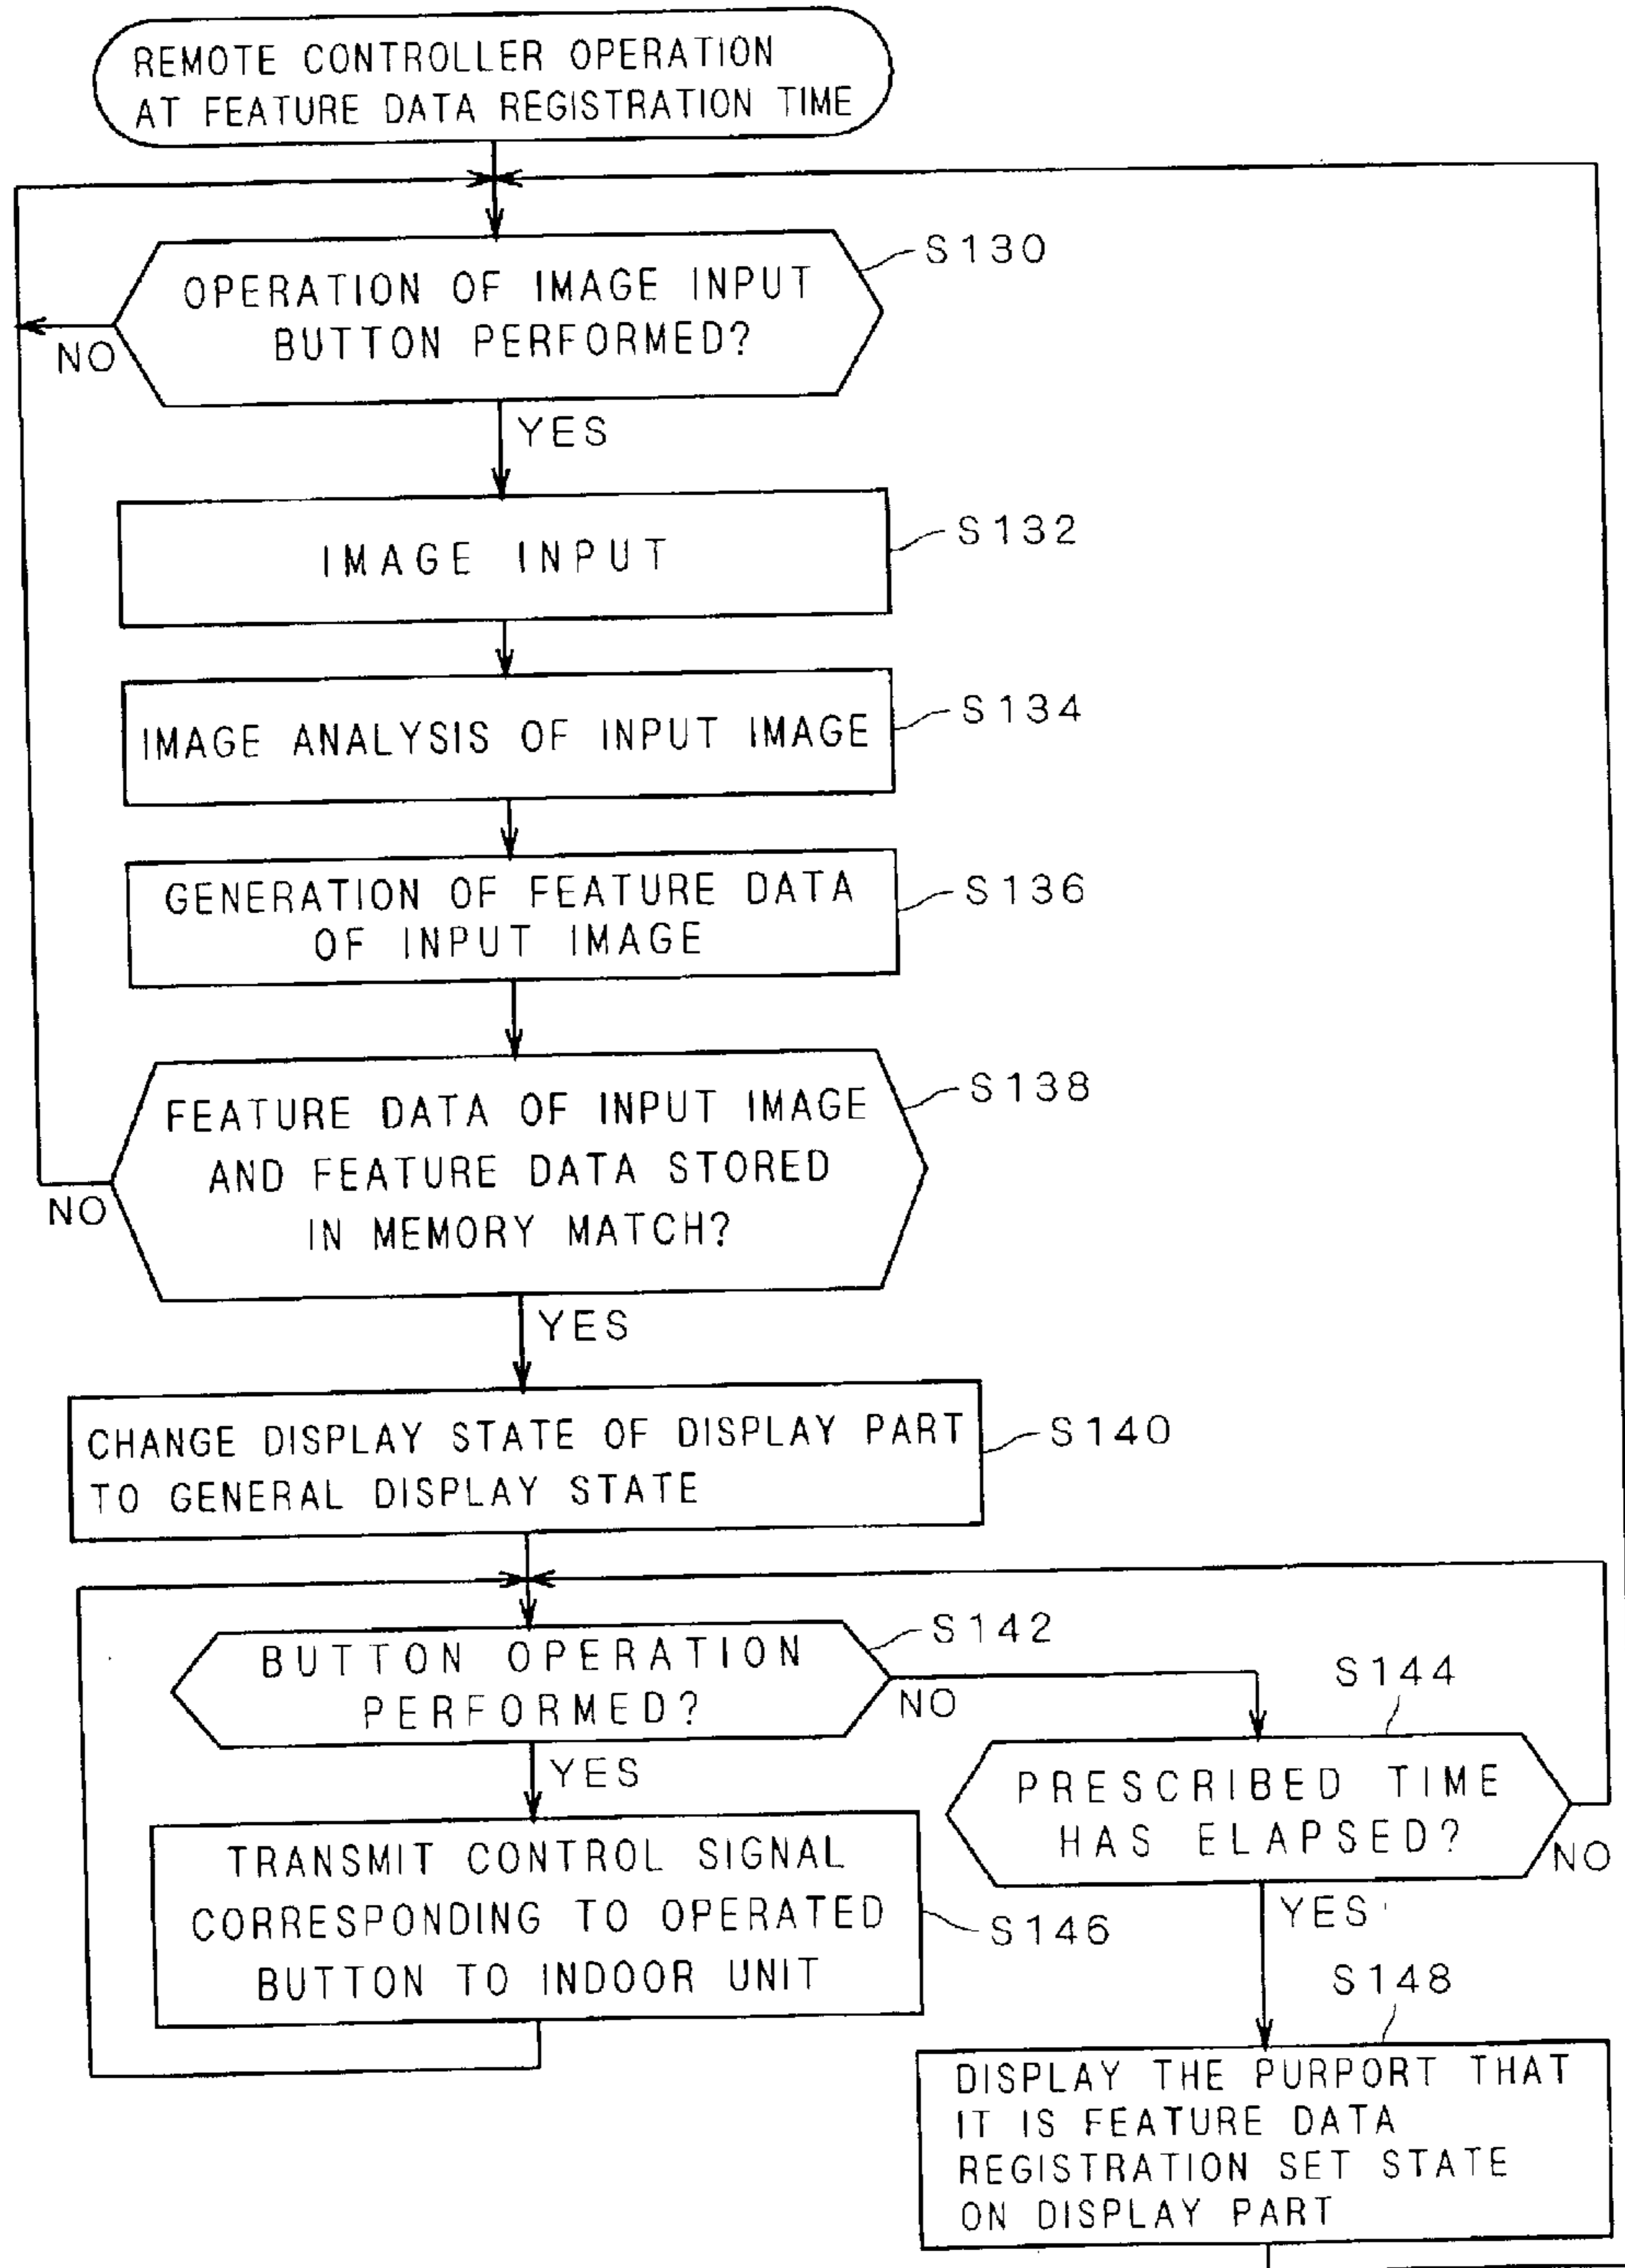 REMOTE CONTROLLER OPERATION
AT FEATURE DATA REGISTRATION TIME
S130
OPERATION OF IMAGE INPUT
BUTTON PERFORMED?
NO
YES
S132
IMAGE INPUT
S134
IMAGE ANALYSIS OF INPUT IMAGE
S136
GENERATION OF FEATURE DATA
OF INPUT IMAGE
S138
FEATURE DATA OF INPUT IMAGE
AND FEATURE DATA STORED
IN MEMORY MATCH?
NO
YES
S140
CHANGE DISPLAY STATE OF DISPLAY PART
TO GENERAL DISPLAY STATE
S142
BUTTON OPERATION
PERFORMED?
NO
YES
S144
PRESCRIBED TIME
HAS ELAPSED?
NO
YES
TRANSMIT CONTROL SIGNAL
CORRESPONDING TO OPERATED
BUTTON TO INDOOR UNIT
S146
S148
DISPLAY THE PURPORT THAT
IT IS FEATURE DATA
REGISTRATION SET STATE
ON DISPLAY PART